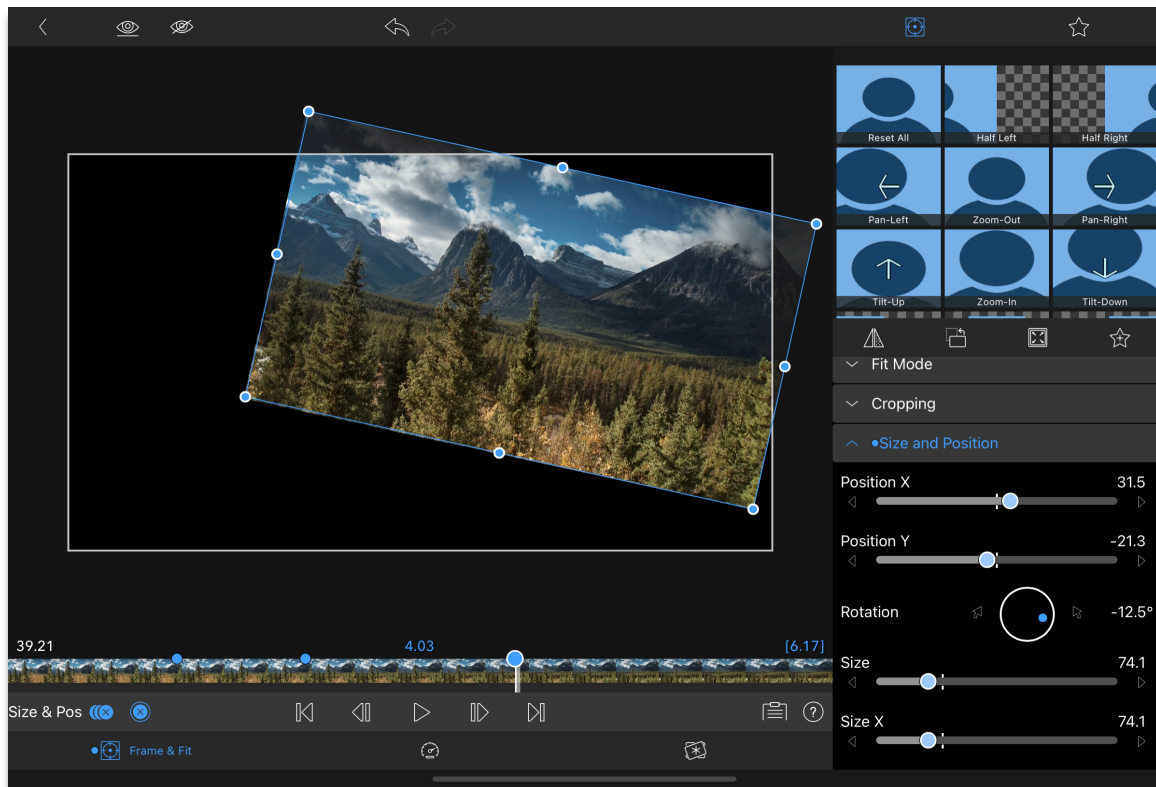 Reset All
Half Left
Half Right
Pan-Left
Zoom-Out
Pan-Right
Tilt-Up
Zoom-In
Tilt-Down
Fit Mode
Cropping
Size and Position
Position X 31.5
Position Y -21.3
Rotation -12.5°
Size 74.1
Size X 74.1
39.21 4.03 [6.17]
Size & Pos
?
Frame & Fit